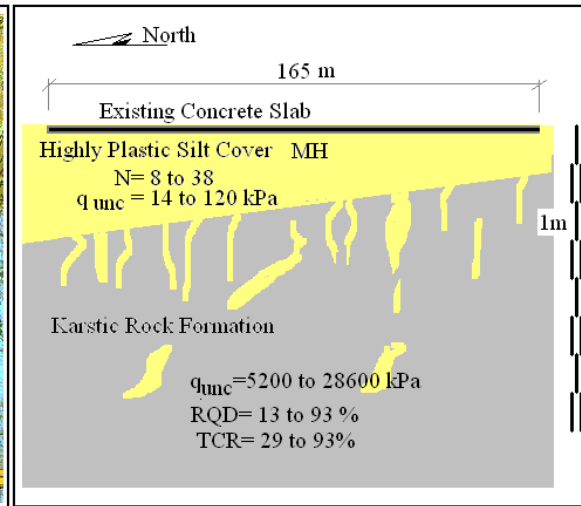 North
165 m
Existing Concrete Slab
Highly Plastic Silt Cover MH
N= 8 to 38
q unc = 14 to 120 kPa
1m
Karstic Rock Formation
qunc=5200 to 28600 kPa
RQD= 13 to 93 %
TCR= 29 to 93%